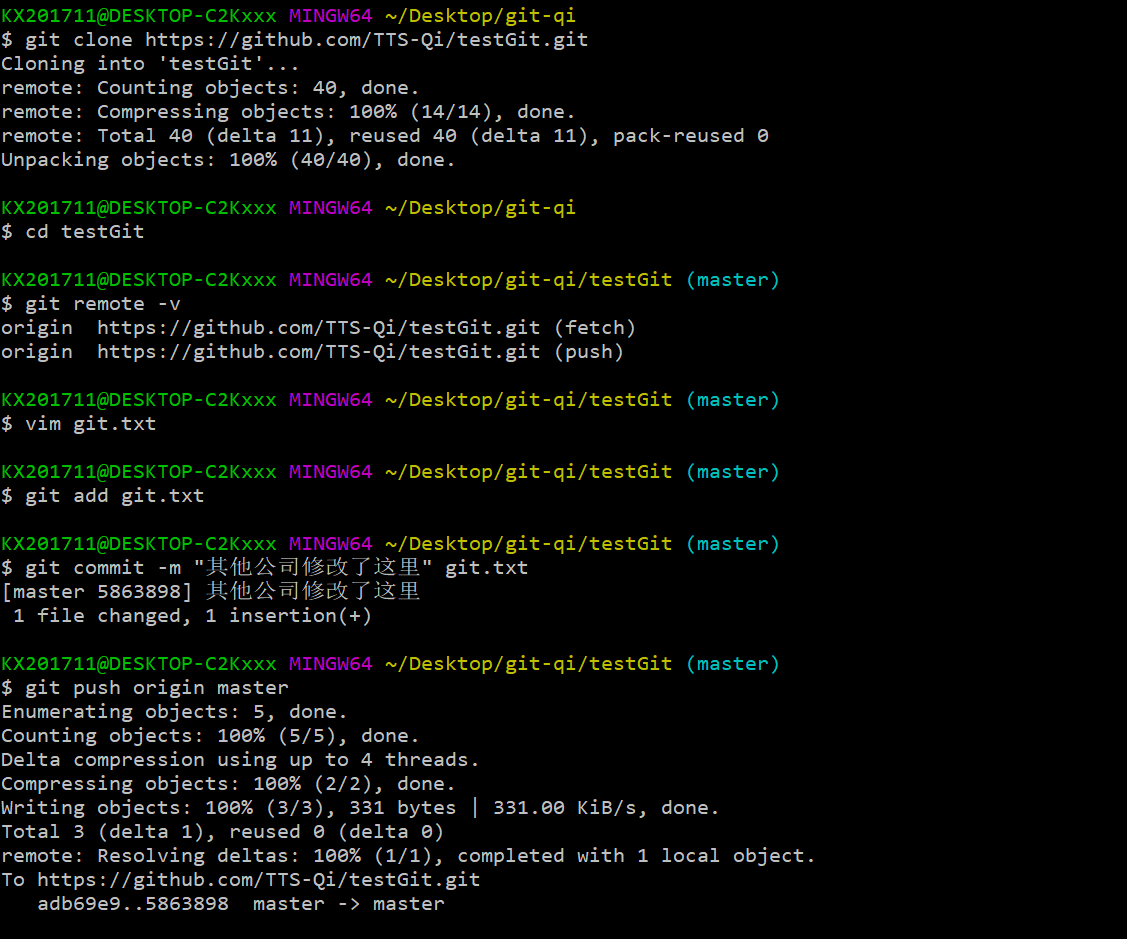 KX201711@DESKTOP-C2Kxxx MINGW64 ~/Desktop/git-qi
$ git clone https://github.com/TTS-Qi/testGit.git
Cloning into 'testGit'...
remote: Counting objects: 40, done.
remote: Compressing objects: 100% (14/14), done.
remote: Total 40 (delta 11), reused 40 (delta 11), pack-reused 0
Unpacking objects: 100% (40/40), done.
KX201711@DESKTOP-C2Kxxx MINGW64 ~/Desktop/git-qi
$ cd testGit
KX201711@DESKTOP-C2Kxxx MINGW64 ~/Desktop/git-qi/testGit (master)
$ git remote -v
origin  https://github.com/TTS-Qi/testGit.git (fetch)
origin  https://github.com/TTS-Qi/testGit.git (push)
KX201711@DESKTOP-C2Kxxx MINGW64 ~/Desktop/git-qi/testGit (master)
$ vim git.txt
KX201711@DESKTOP-C2Kxxx MINGW64 ~/Desktop/git-qi/testGit (master)
$ git add git.txt
KX201711@DESKTOP-C2Kxxx MINGW64 ~/Desktop/git-qi/testGit (master)
$ git commit -m "其他公司修改了这里" git.txt
[master 5863898] 其他公司修改了这里
 1 file changed, 1 insertion(+)
KX201711@DESKTOP-C2Kxxx MINGW64 ~/Desktop/git-qi/testGit (master)
$ git push origin master
Enumerating objects: 5, done.
Counting objects: 100% (5/5), done.
Delta compression using up to 4 threads.
Compressing objects: 100% (2/2), done.
Writing objects: 100% (3/3), 331 bytes | 331.00 KiB/s, done.
Total 3 (delta 1), reused 0 (delta 0)
remote: Resolving deltas: 100% (1/1), completed with 1 local object.
To https://github.com/TTS-Qi/testGit.git
   adb69e9..5863898  master -> master